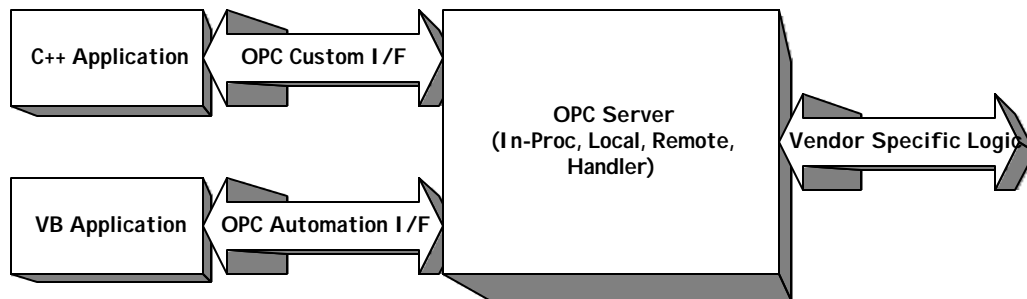 C++ Application
OPC Custom I/F
OPC Server
(In-Proc, Local, Remote,
Handler)
Vendor Specific Logic
VB Application
OPC Automation I/F